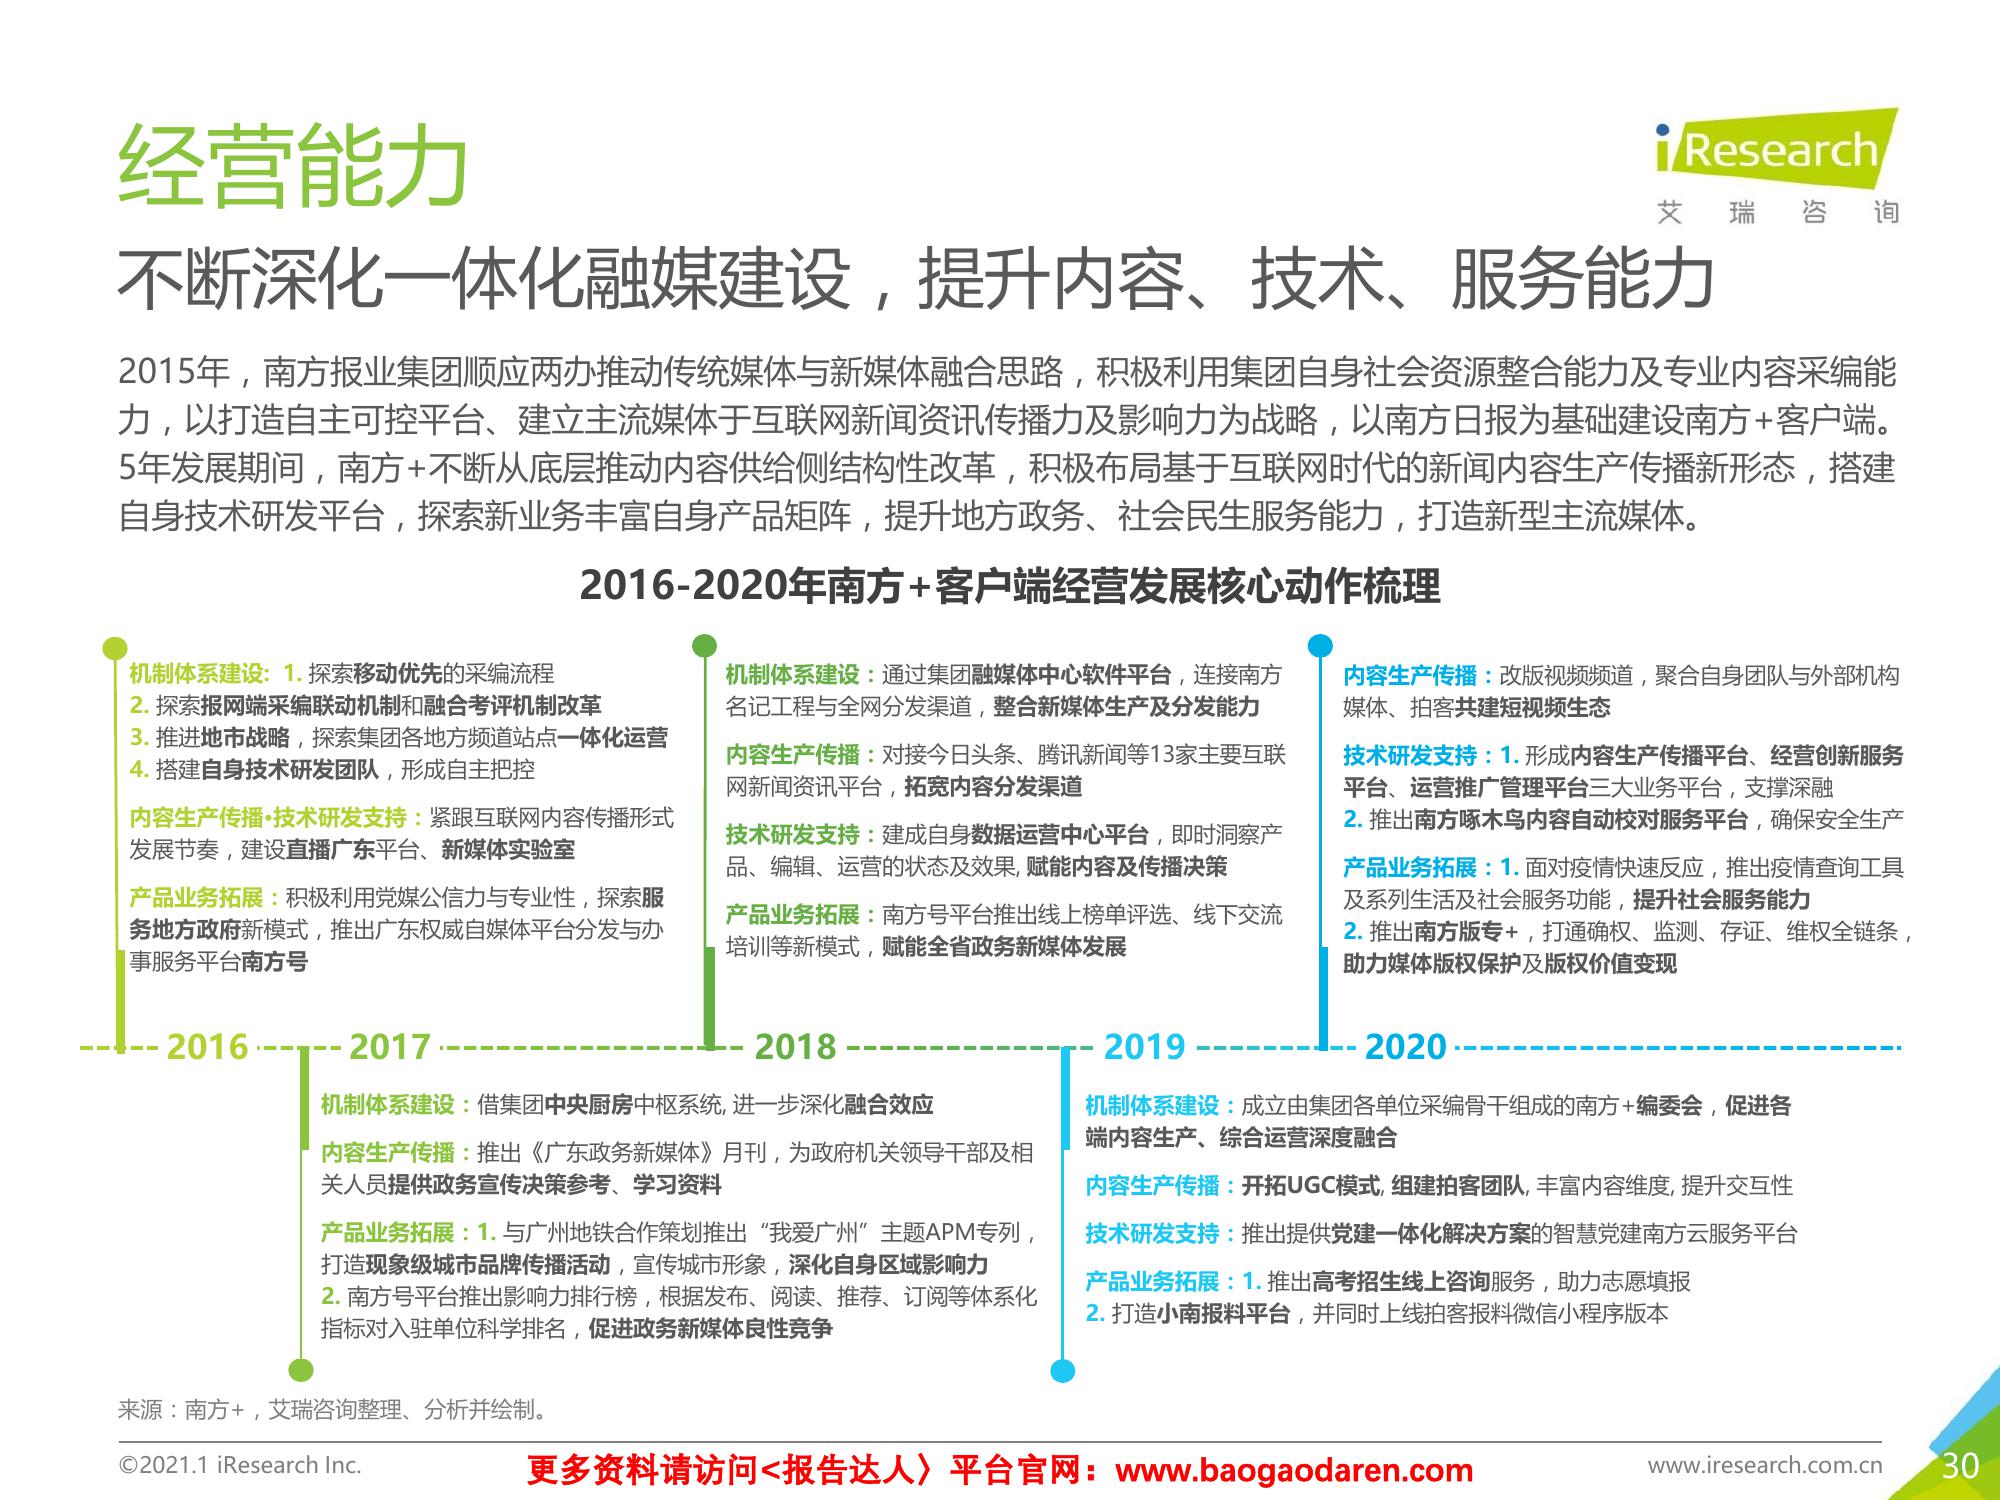 经营能力
iResearch
艾瑞咨询
不断深化一体化融媒建设，提升内容、技术、服务能力
2015年，南方报业集团顺应两办推动传统媒体与新媒体融合思路，积极利用集团自身社会资源整合能力及专业内容采编能
力，以打造自主可控平台、建立主流媒体于互联网新闻资讯传播力及影响力为战略，以南方日报为基础建设南方+客户端。
5年发展期间，南方+不断从底层推动内容供给侧结构性改革，积极布局基于互联网时代的新闻内容生产传播新形态，搭建
自身技术研发平台，探索新业务丰富自身产品矩阵，提升地方政务、社会民生服务能力，打造新型主流媒体。
2016-2020年南方+客户端经营发展核心动作梳理
机制体系建设: 1. 探索移动优先的采编流程
2. 探索报网端采编联动机制和融合考评机制改革
3. 推进地市战略，探索集团各地方频道站点一体化运营
4. 搭建自身技术研发团队，形成自主把控
内容生产传播•技术研发支持：紧跟互联网内容传播形式
发展节奏，建设直播广东平台、新媒体实验室
产品业务拓展：积极利用党媒公信力与专业性，探索服
务地方政府新模式，推出广东权威自媒体平台分发与办
事服务平台南方号
机制体系建设：通过集团融媒体中心软件平台，连接南方
名记工程与全网分发渠道，整合新媒体生产及分发能力
内容生产传播：对接今日头条、腾讯新闻等13家主要互联
网新闻资讯平台，拓宽内容分发渠道
技术研发支持：建成自身数据运营中心平台，即时洞察产
品、编辑、运营的状态及效果, 赋能内容及传播决策
产品业务拓展：南方号平台推出线上榜单评选、线下交流
培训等新模式，赋能全省政务新媒体发展
内容生产传播：改版视频频道，聚合自身团队与外部机构
媒体、拍客共建短视频生态
技术研发支持：1. 形成内容生产传播平台、经营创新服务
平台、运营推广管理平台三大业务平台，支撑深融
2. 推出南方啄木鸟内容自动校对服务平台，确保安全生产
产品业务拓展：1. 面对疫情快速反应，推出疫情查询工具
及系列生活及社会服务功能，提升社会服务能力
2. 推出南方版专+，打通确权、监测、存证、维权全链条，
助力媒体版权保护及版权价值变现
2016 2017 2018 2019 2020
机制体系建设：借集团中央厨房中枢系统, 进一步深化融合效应
内容生产传播：推出《广东政务新媒体》月刊，为政府机关领导干部及相
关人员提供政务宣传决策参考、学习资料
产品业务拓展：1. 与广州地铁合作策划推出“我爱广州”主题APM专列，
打造现象级城市品牌传播活动，宣传城市形象，深化自身区域影响力
2. 南方号平台推出影响力排行榜，根据发布、阅读、推荐、订阅等体系化
指标对入驻单位科学排名，促进政务新媒体良性竞争
机制体系建设：成立由集团各单位采编骨干组成的南方+编委会，促进各
端内容生产、综合运营深度融合
内容生产传播：开拓UGC模式, 组建拍客团队, 丰富内容维度, 提升交互性
技术研发支持：推出提供党建一体化解决方案的智慧党建南方云服务平台
产品业务拓展：1. 推出高考招生线上咨询服务，助力志愿填报
2. 打造小南报料平台，并同时上线拍客报料微信小程序版本
来源：南方+，艾瑞咨询整理、分析并绘制。
©2021.1 iResearch Inc.
更多资料请访问<报告达人〉平台官网：www.baogaodaren.com
www.iresearch.com.cn
30